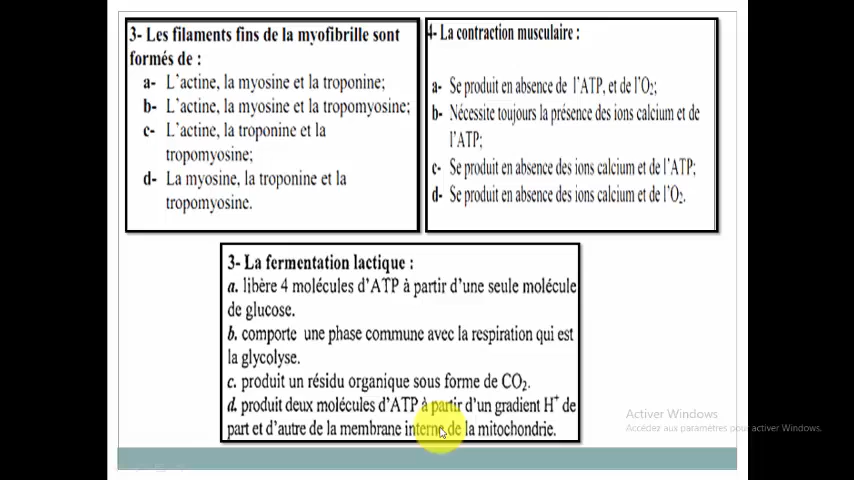 3- Les filaments fins de la myofibrille sont
formés de :
a- L'actine, la myosine et la troponine;
b- L'actine, la myosine et la tropomyosine;
c- L'actine, la troponine et la
tropomyosine;
d- La myosine, la troponine et la
tropomyosine.
4- La contraction musculaire :
a- Se produit en absence de l'ATP, et de l'O₂;
b- Nécessite toujours la présence des ions calcium et de
l'ATP;
c- Se produit en absence des ions calcium et de l'ATP;
d- Se produit en absence des ions calcium et de l'O₂.
3- La fermentation lactique :
a. libère 4 molécules d'ATP à partir d'une seule molécule
de glucose.
b. comporte une phase commune avec la respiration qui est
la glycolyse.
c. produit un résidu organique sous forme de CO₂.
d. produit deux molécules d'ATP à partir d'un gradient H⁺ de
part et d'autre de la membrane interne de la mitochondrie.
Activer Windows
Accédez aux paramètres pour activer Windows.